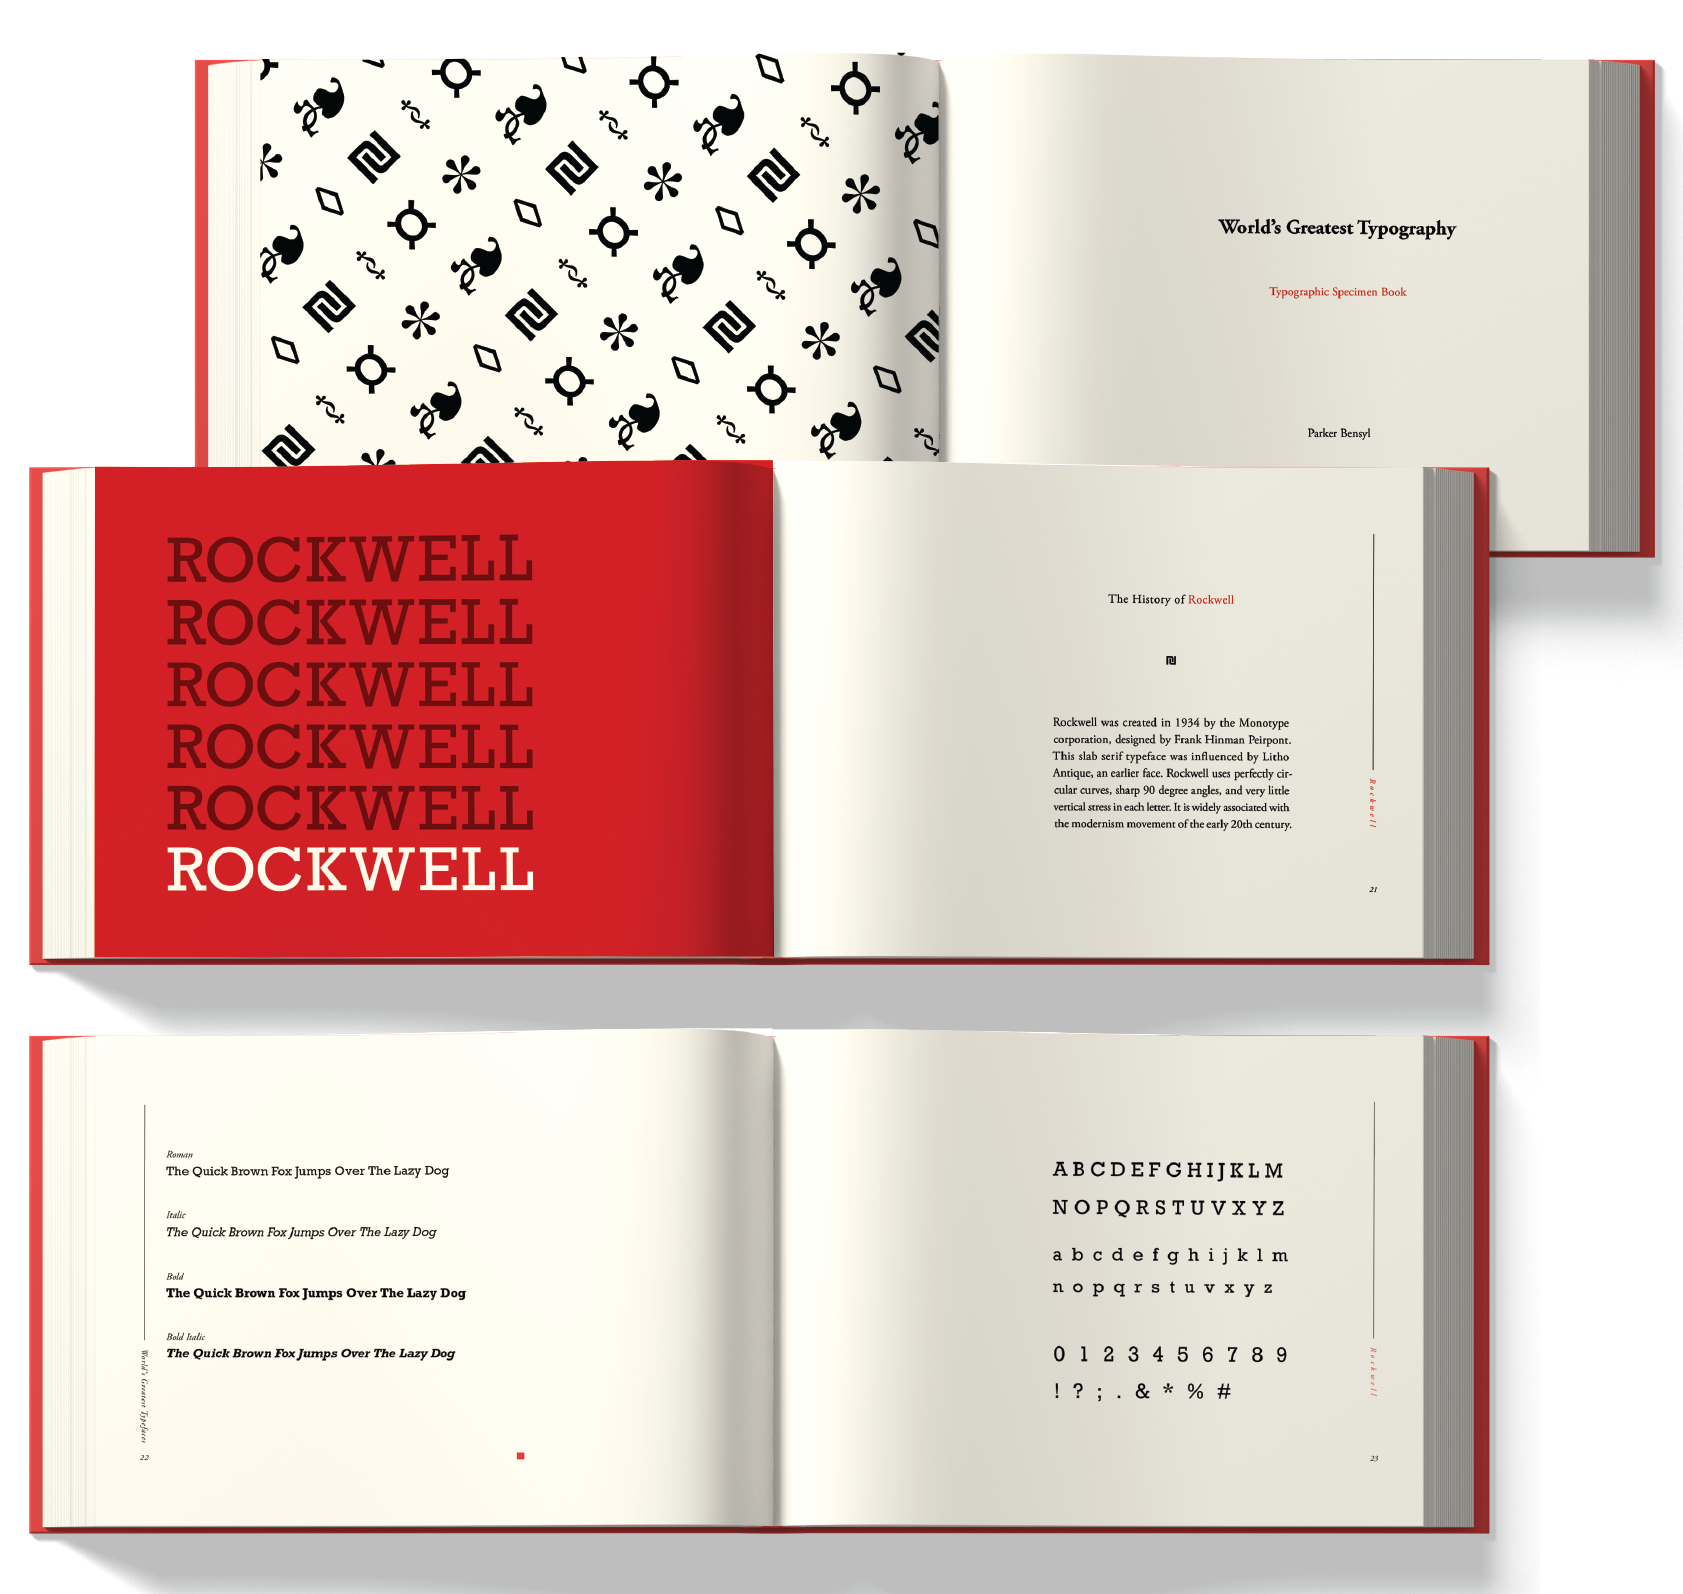 World's Greatest Typography
Typographic Specimen Book
Parker Bensyl
ROCKWELL
ROCKWELL
ROCKWELL
ROCKWELL
ROCKWELL
ROCKWELL
The History of Rockwell
₪
Rockwell was created in 1934 by the Monotype
corporation, designed by Frank Hinman Peirpont.
This slab serif typeface was influenced by Litho
Antique, an earlier face. Rockwell uses perfectly cir-
cular curves, sharp 90 degree angles, and very little
vertical stress in each letter. It is widely associated with
the modernism movement of the early 20th century.
Rockwell
21
Roman
The Quick Brown Fox Jumps Over The Lazy Dog
Italic
The Quick Brown Fox Jumps Over The Lazy Dog
Bold
The Quick Brown Fox Jumps Over The Lazy Dog
Bold Italic
The Quick Brown Fox Jumps Over The Lazy Dog
World's Greatest Typefaces
22
A B C D E F G H I J K L M
N O P Q R S T U V X Y Z
a b c d e f g h i j k l m
n o p q r s t u v x y z
0 1 2 3 4 5 6 7 8 9
! ? ; . & * % #
Rockwell
23